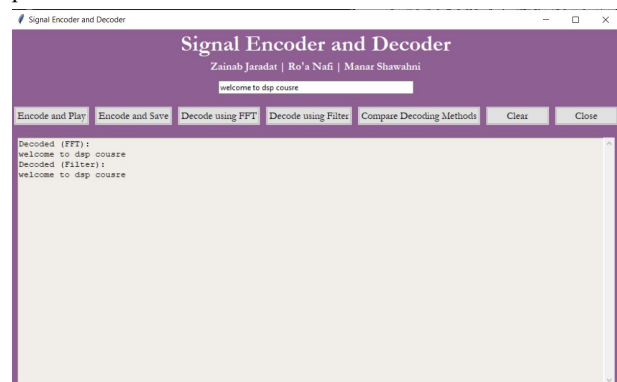 Signal Encoder and Decoder
Signal Encoder and Decoder
Zainab Jaradat | Ro'a Nafi | Manar Shawahni
welcome to dsp cousre
Encode and Play Encode and Save Decode using FFT Decode using Filter Compare Decoding Methods Clear Close
Decoded (FFT):
welcome to dsp cousre
Decoded (Filter):
welcome to dsp cousre